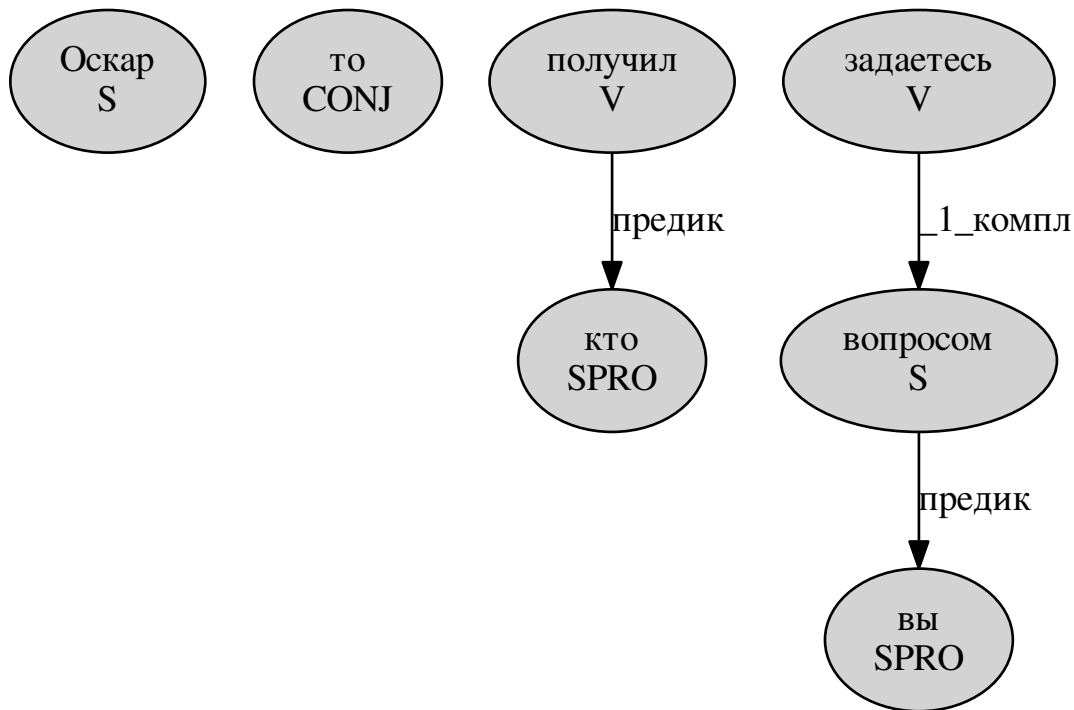 Оскар
S
то
CONJ
получил
V
задаетесь
V
предик
_1_компл
кто
SPRO
вопросом
S
предик
вы
SPRO